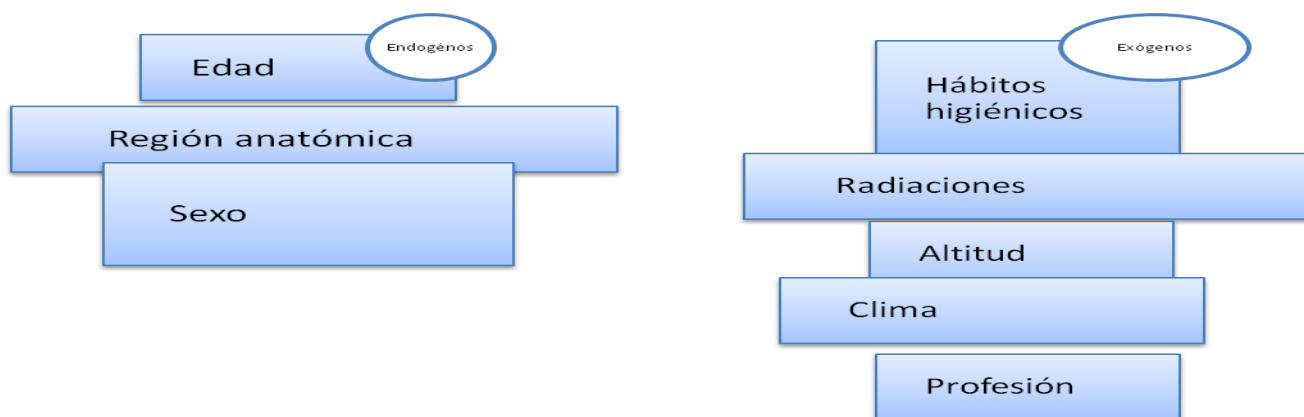 Endogénos
Edad
Región anatómica
Sexo
Exógenos
Hábitos
higiénicos
Radiaciones
Altitud
Clima
Profesión